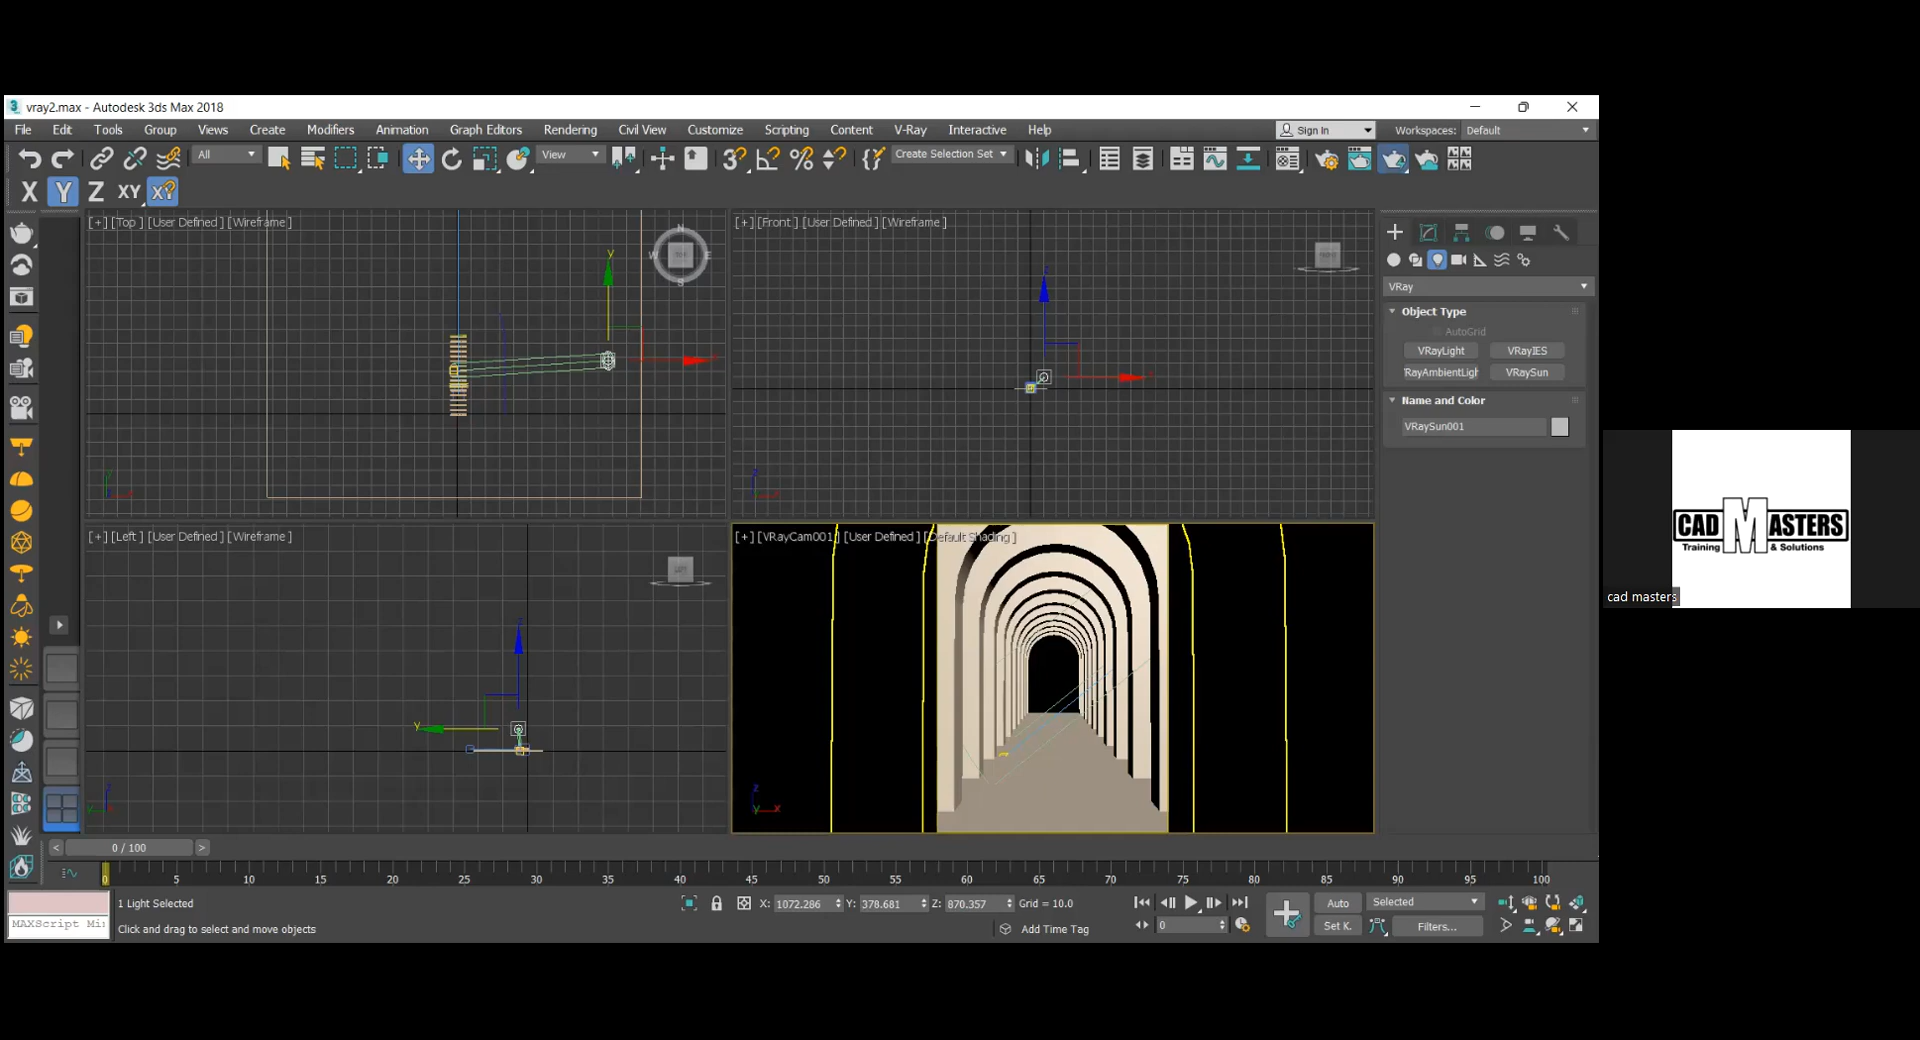 vray2.max - Autodesk 3ds Max 2018
File Edit Tools Group Views Create Modifiers Animation Graph Editors Rendering Civil View Customize Scripting Content V-Ray Interactive Help
Sign In Workspaces: Default
All View Create Selection Set
X Y Z XY
[+] [Top ] [User Defined ] [Wireframe ]
N
W E
S
y
[+] [Front ] [User Defined ] [Wireframe ]
VRay
Object Type
AutoGrid
VRayLight VRayIES
RayAmbientLigh VRaySun
Name and Color
VRaySun001
[+] [Left ] [User Defined ] [Wireframe ]
Y
[+] [VRayCam001 ] [User Defined ] [Default Shading ]
z
y x
CAD MASTERS
Training & Solutions
cad masters
< 0 / 100 >
0 5 10 15 20 25 30 35 40 45 50 55 60 65 70 75 80 85 90 95 100
1 Light Selected
X: 1072.286 Y: 378.681 Z: 870.357 Grid = 10.0
Auto Selected
MAXScript Mi
Click and drag to select and move objects
Add Time Tag
0
Set K. Filters...